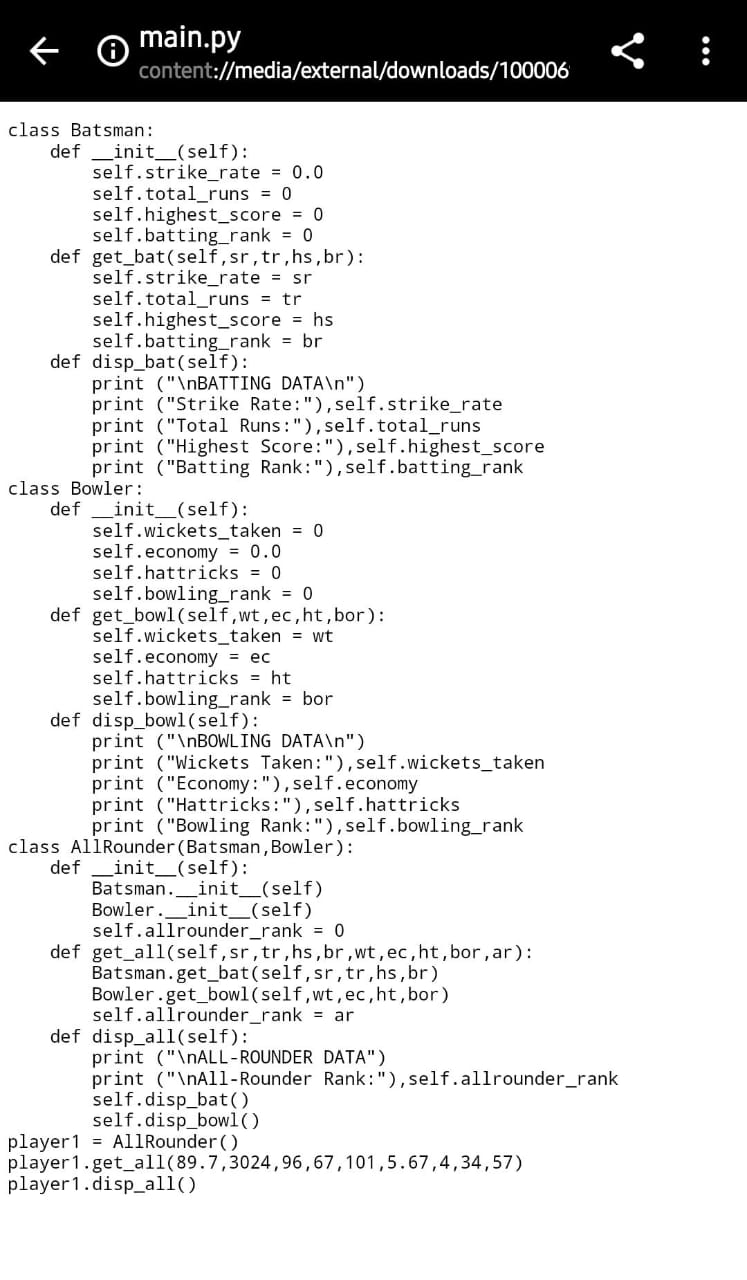 main.py
content://media/external/downloads/100006
class Batsman:
    def __init__(self):
        self.strike_rate = 0.0
        self.total_runs = 0
        self.highest_score = 0
        self.batting_rank = 0
    def get_bat(self,sr,tr,hs,br):
        self.strike_rate = sr
        self.total_runs = tr
        self.highest_score = hs
        self.batting_rank = br
    def disp_bat(self):
        print ("\nBATTING DATA\n")
        print ("Strike Rate:"),self.strike_rate
        print ("Total Runs:"),self.total_runs
        print ("Highest Score:"),self.highest_score
        print ("Batting Rank:"),self.batting_rank
class Bowler:
    def __init__(self):
        self.wickets_taken = 0
        self.economy = 0.0
        self.hattricks = 0
        self.bowling_rank = 0
    def get_bowl(self,wt,ec,ht,bor):
        self.wickets_taken = wt
        self.economy = ec
        self.hattricks = ht
        self.bowling_rank = bor
    def disp_bowl(self):
        print ("\nBOWLING DATA\n")
        print ("Wickets Taken:"),self.wickets_taken
        print ("Economy:"),self.economy
        print ("Hattricks:"),self.hattricks
        print ("Bowling Rank:"),self.bowling_rank
class AllRounder(Batsman,Bowler):
    def __init__(self):
        Batsman.__init__(self)
        Bowler.__init__(self)
        self.allrounder_rank = 0
    def get_all(self,sr,tr,hs,br,wt,ec,ht,bor,ar):
        Batsman.get_bat(self,sr,tr,hs,br)
        Bowler.get_bowl(self,wt,ec,ht,bor)
        self.allrounder_rank = ar
    def disp_all(self):
        print ("\nALL-ROUNDER DATA")
        print ("\nAll-Rounder Rank:"),self.allrounder_rank
        self.disp_bat()
        self.disp_bowl()
player1 = AllRounder()
player1.get_all(89.7,3024,96,67,101,5.67,4,34,57)
player1.disp_all()